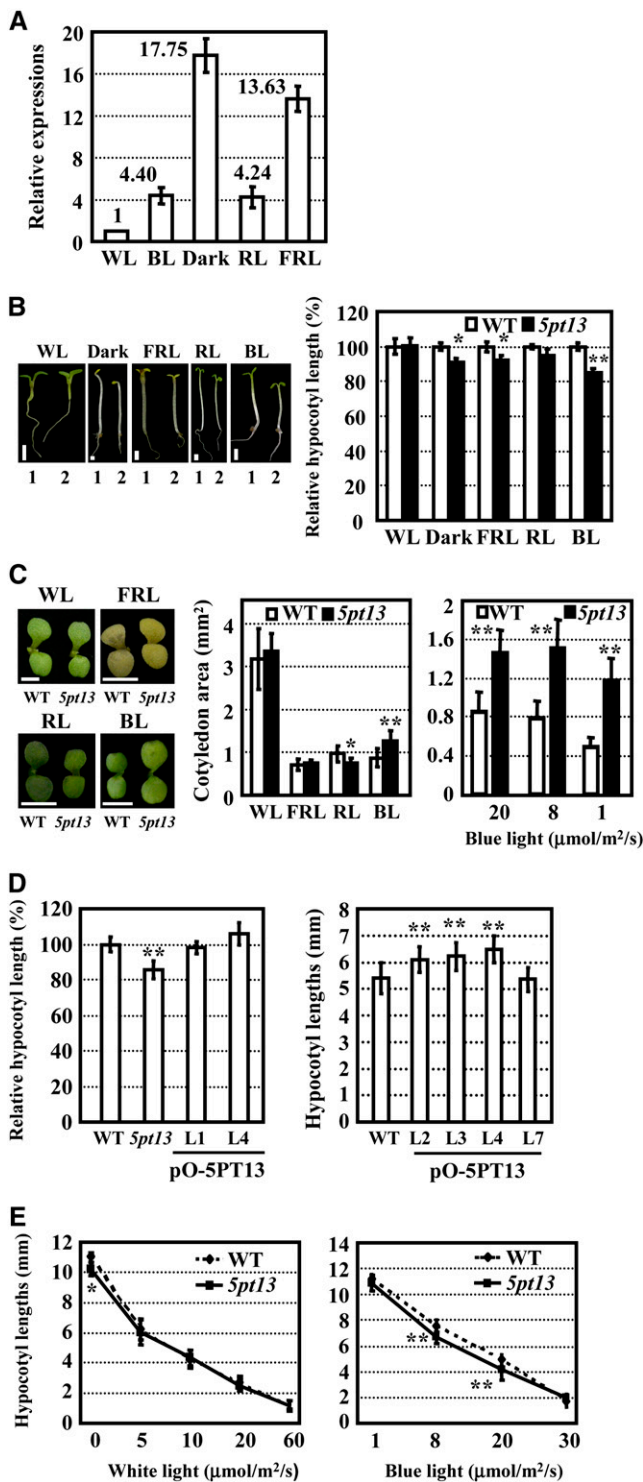 A
Relative expressions
20
16
12
8
4
0
1
4.40
17.75
4.24
13.63
WL BL Dark RL FRL
B
WL Dark FRL RL BL
1 2 1 2 1 2 1 2 1 2
Relative hypocotyl length (%)
120
100
80
60
40
20
0
WT 5pt13
* * **
WL Dark FRL RL BL
C
WL FRL
WT 5pt13 WT 5pt13
RL BL
WT 5pt13 WT 5pt13
Cotyledon area (mm²)
4
3
2
1
0
WT 5pt13
* **
WL FRL RL BL
2
1.6
1.2
0.8
0.4
0
WT 5pt13
** ** **
20 8 1
Blue light (μmol/m²/s)
D
Relative hypocotyl length (%)
120
100
80
60
40
20
0
**
WT 5pt13 L1 L4
pO-5PT13
Hypocotyl lengths (mm)
8
7
6
5
4
3
2
1
0
** ** **
WT L2 L3 L4 L7
pO-5PT13
E
Hypocotyl lengths (mm)
12
10
8
6
4
2
0
WT
5pt13
*
0 5 10 20 60
White light (μmol/m²/s)
14
12
10
8
6
4
2
0
WT
5pt13
**
**
1 8 20 30
Blue light (μmol/m²/s)